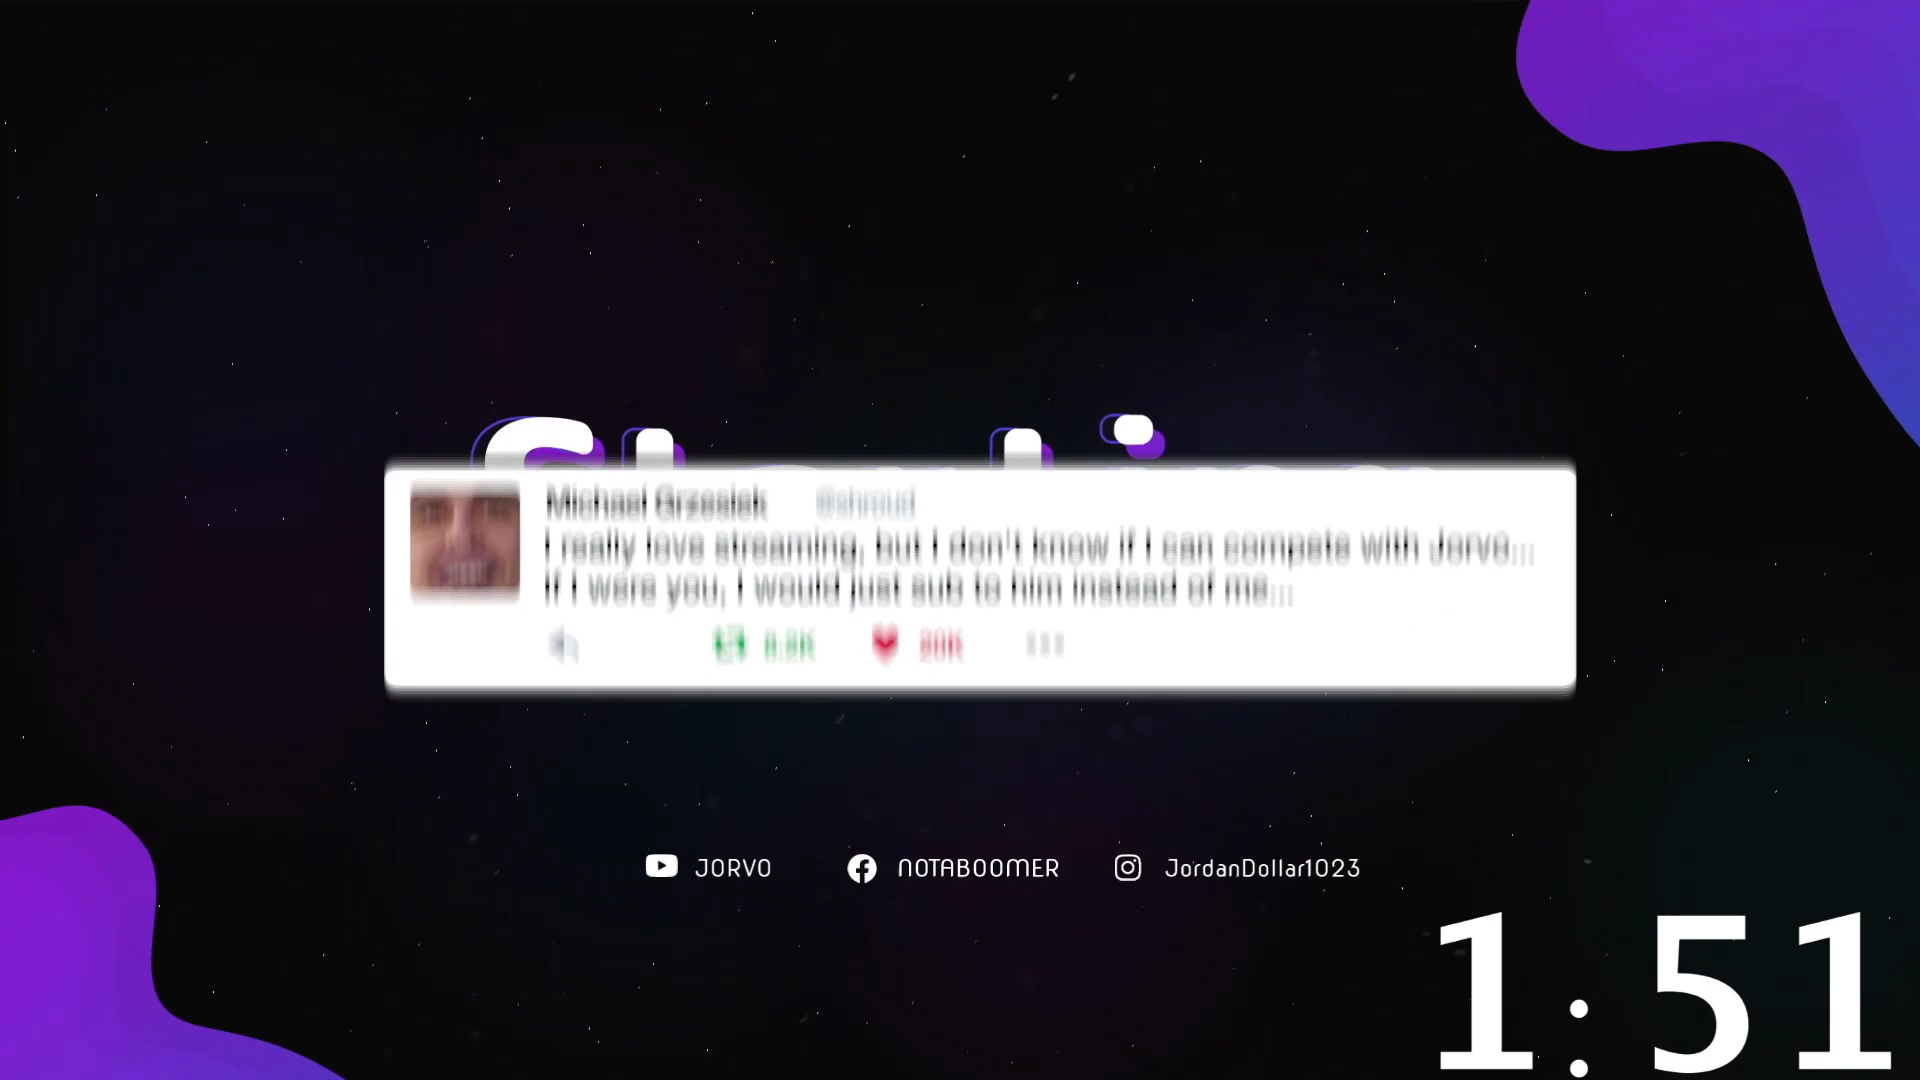 Michael Grzesiek @shroud
I really love streaming, but I don't know if I can compete with Jorvo...
If I were you, I would just sub to him instead of me...
JORVO NOTABOOMER JordanDollar1023
1:51